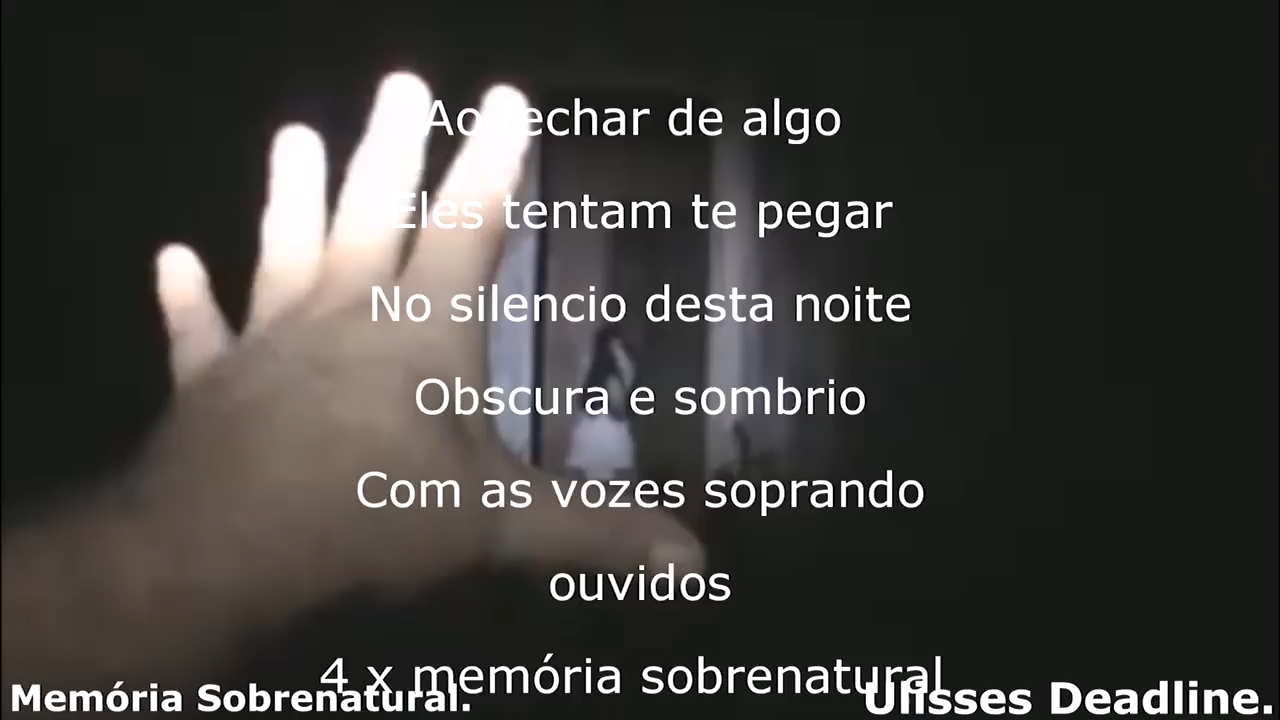 Ao fechar de algo
Eles tentam te pegar
No silencio desta noite
Obscura e sombrio
Com as vozes soprando
ouvidos
4 x memória sobrenatural
Memória Sobrenatural.
Ulisses Deadline.